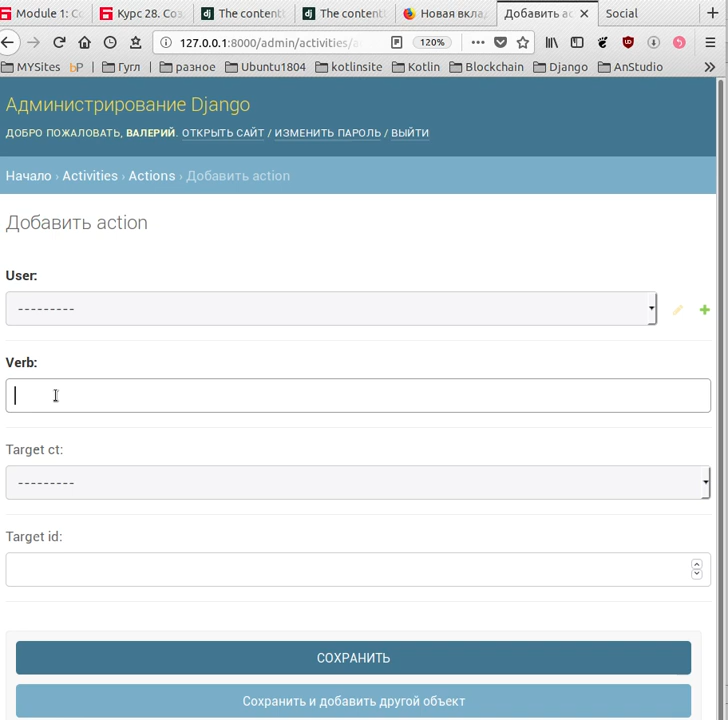 Module 1: Co
Курс 28. Соз
The content
The content
Новая вкла
Добавить ac
Social
127.0.0.1:8000/admin/activities/a
120%
MYSites
Гугл
разное
Ubuntu1804
kotlinsite
Kotlin
Blockchain
Django
AnStudio
Администрирование Django
ДОБРО ПОЖАЛОВАТЬ, ВАЛЕРИЙ. ОТКРЫТЬ САЙТ / ИЗМЕНИТЬ ПАРОЛЬ / ВЫЙТИ
Начало › Activities › Actions › Добавить action
Добавить action
User:
---------
Verb:
Target ct:
---------
Target id:
СОХРАНИТЬ
Сохранить и добавить другой объект